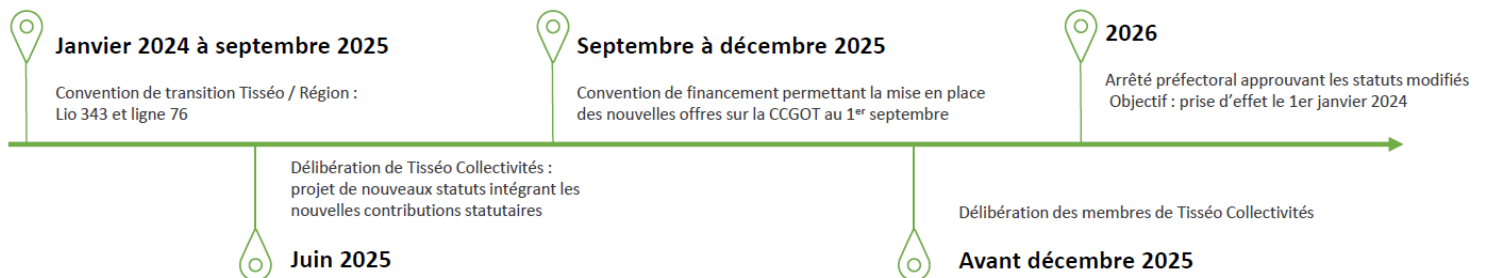 Janvier 2024 à septembre 2025
Convention de transition Tisséo / Région :
Lio 343 et ligne 76
Délibération de Tisséo Collectivités :
projet de nouveaux statuts intégrant les
nouvelles contributions statutaires
Juin 2025
Septembre à décembre 2025
Convention de financement permettant la mise en place
des nouvelles offres sur la CCGOT au 1er septembre
Délibération des membres de Tisséo Collectivités
Avant décembre 2025
2026
Arrêté préfectoral approuvant les statuts modifiés
Objectif : prise d’effet le 1er janvier 2024